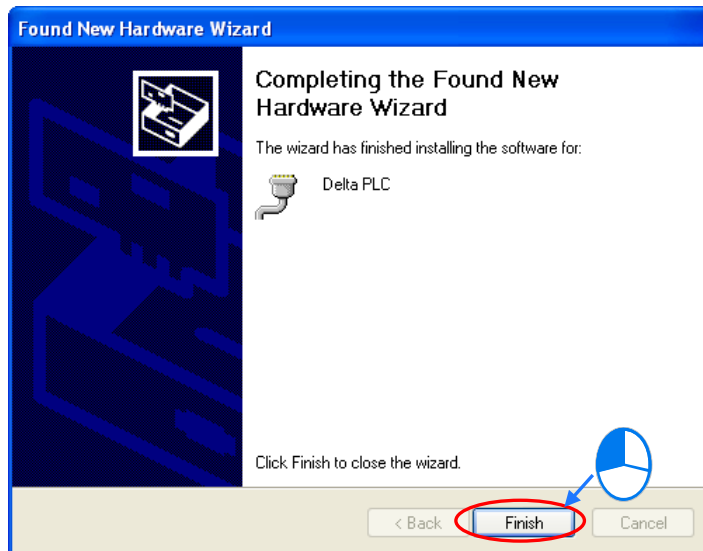 Found New Hardware Wizard
Completing the Found New
Hardware Wizard
The wizard has finished installing the software for:
Delta PLC
Click Finish to close the wizard.
< Back Finish Cancel